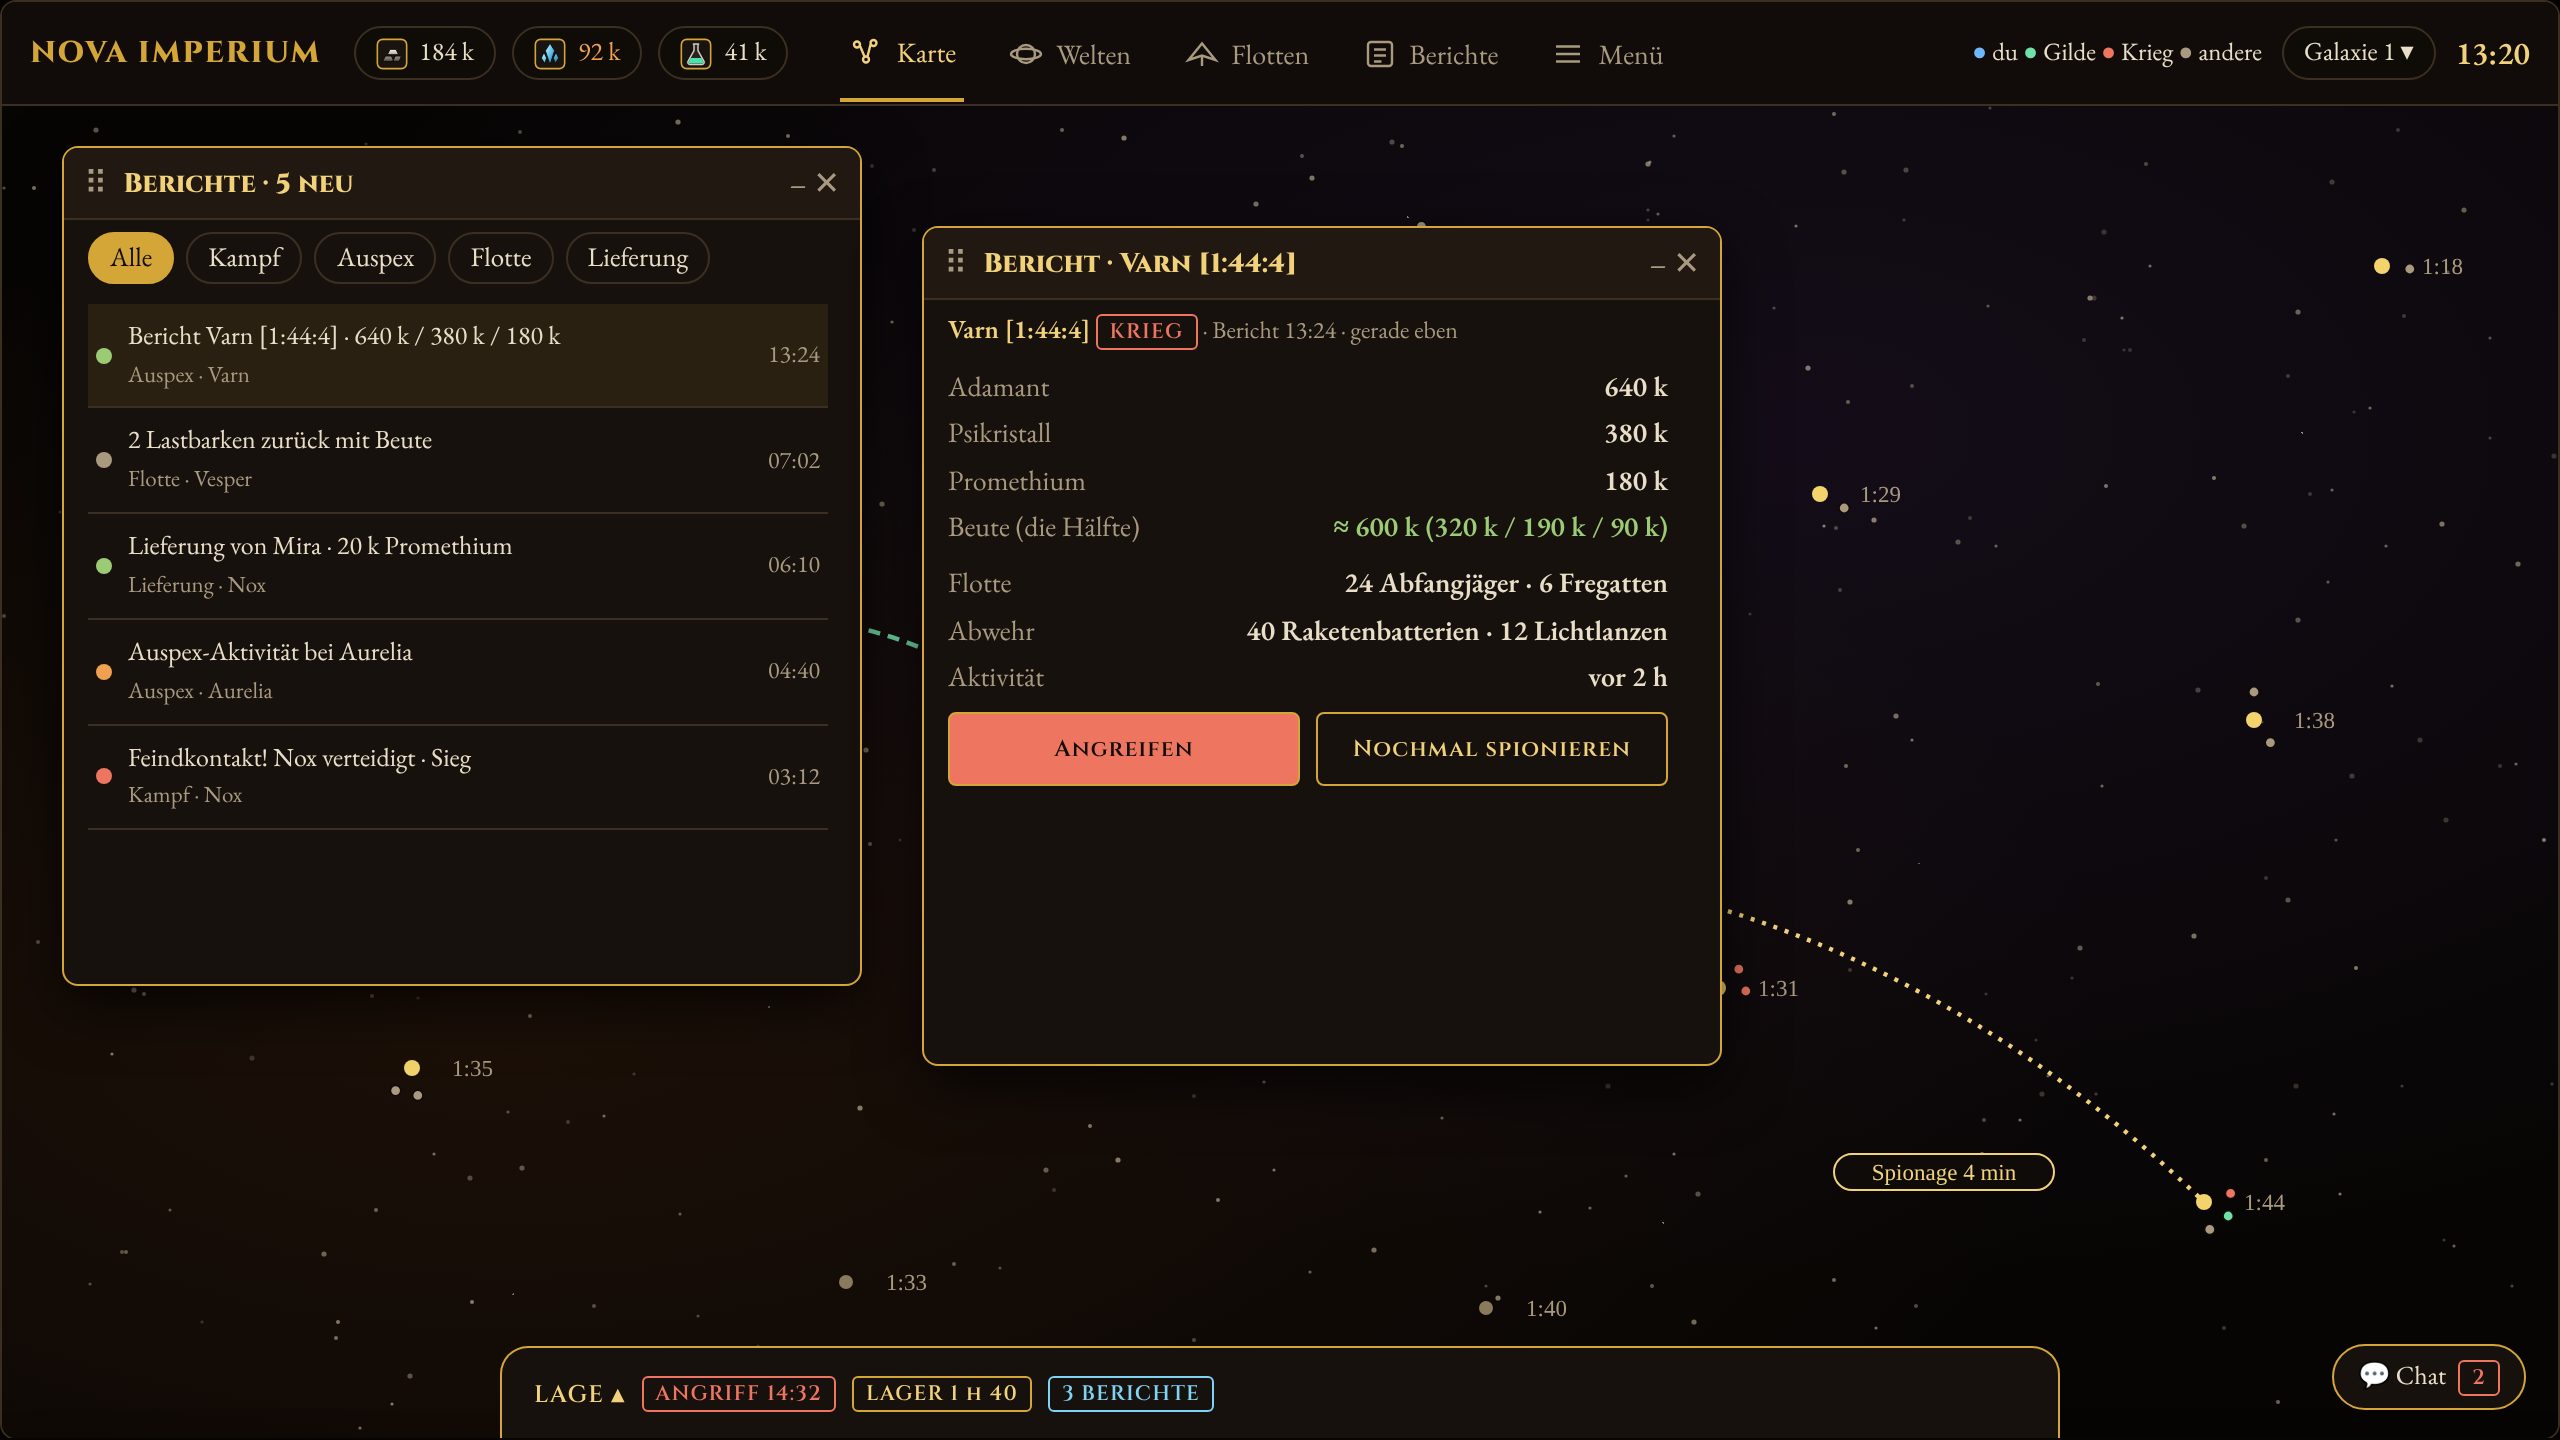 NOVA IMPERIUM 184 k 92 k 41 k Karte Welten Flotten Berichte Menü du Gilde Krieg andere Galaxie 1 ▾ 13:20
Berichte · 5 neu – ✕
Alle Kampf Auspex Flotte Lieferung
Bericht Varn [1:44:4] · 640 k / 380 k / 180 k
13:24
Auspex · Varn
2 Lastbarken zurück mit Beute
07:02
Flotte · Vesper
Lieferung von Mira · 20 k Promethium
06:10
Lieferung · Nox
Auspex-Aktivität bei Aurelia
04:40
Auspex · Aurelia
Feindkontakt! Nox verteidigt · Sieg
03:12
Kampf · Nox
Bericht · Varn [1:44:4] – ✕
Varn [1:44:4] KRIEG · Bericht 13:24 · gerade eben
Adamant 640 k
Psikristall 380 k
Promethium 180 k
Beute (die Hälfte) ≈ 600 k (320 k / 190 k / 90 k)
Flotte 24 Abfangjäger · 6 Fregatten
Abwehr 40 Raketenbatterien · 12 Lichtlanzen
Aktivität vor 2 h
Angreifen Nochmal spionieren
1:18
1:29
1:38
1:31
1:35
Spionage 4 min
1:44
1:33
1:40
LAGE ▴ ANGRIFF 14:32 LAGER 1 H 40 3 BERICHTE
💬 Chat 2